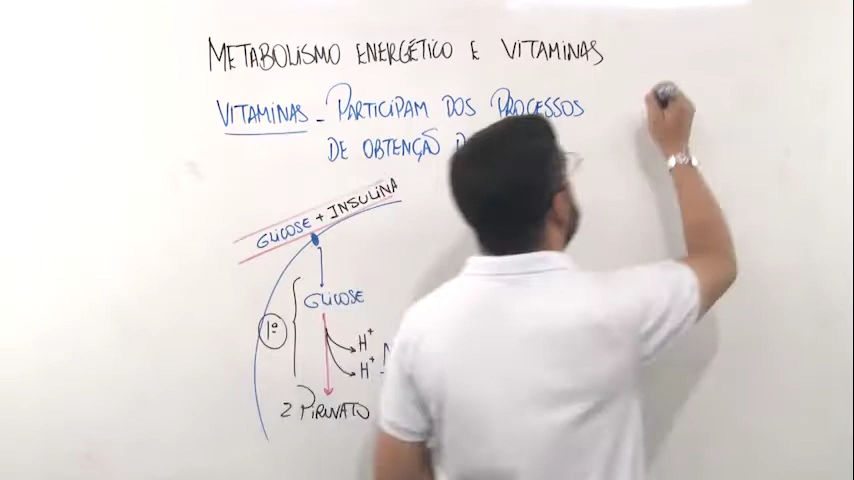 METABOLISMO ENERGÉTICO E VITAMINAS
VITAMINAS - PARTICIPAM DOS PROCESSOS
DE OBTENÇÃO
GLICOSE + INSULINA
GLICOSE
1º
H+
H+
2 PIRUVATO